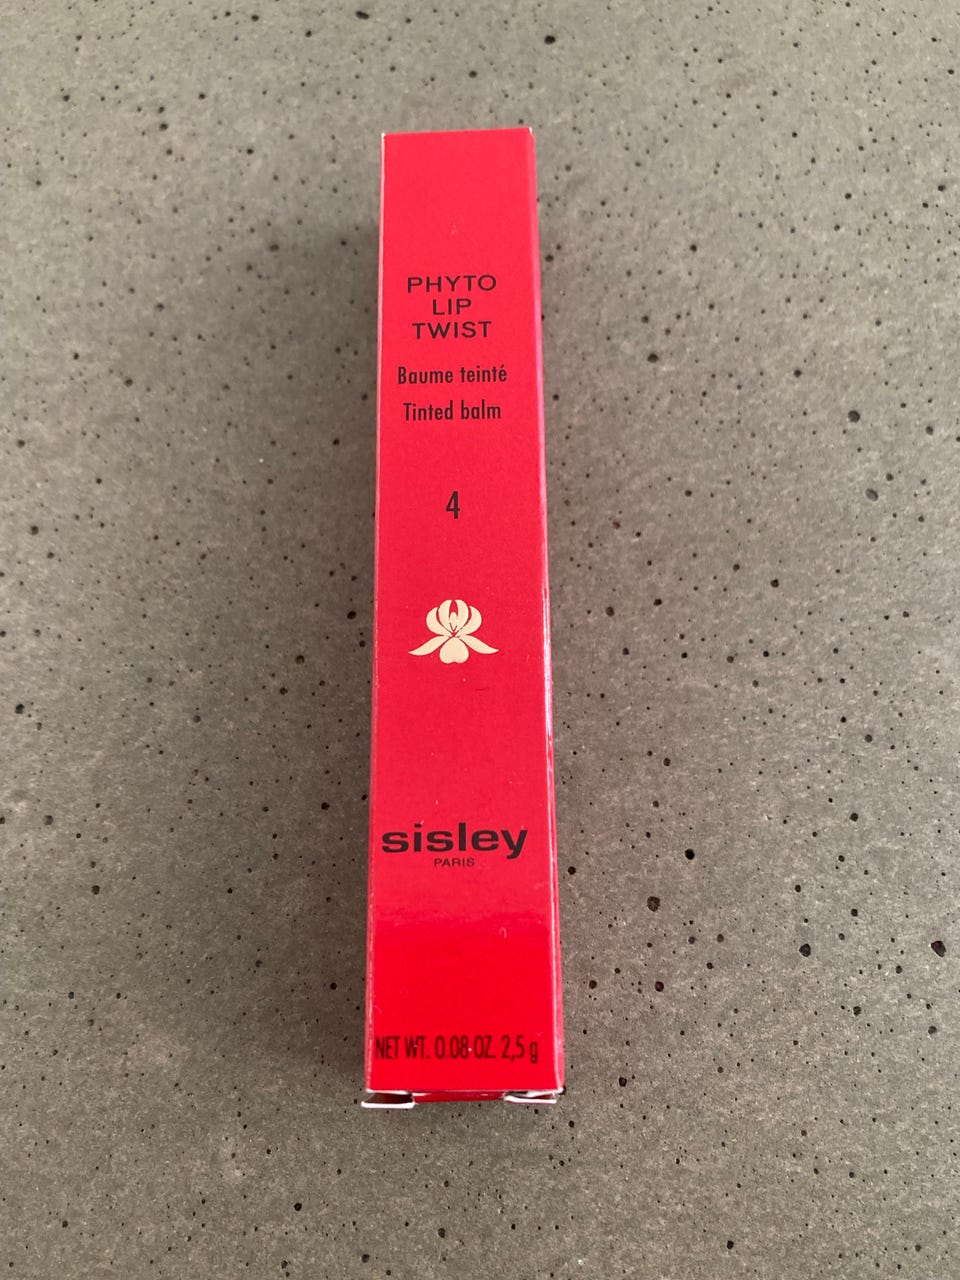 PHYTO
LIP
TWIST
Baume teinté
Tinted balm
4
sisley
PARIS
NET WT. 0.08 OZ. 2,5 g